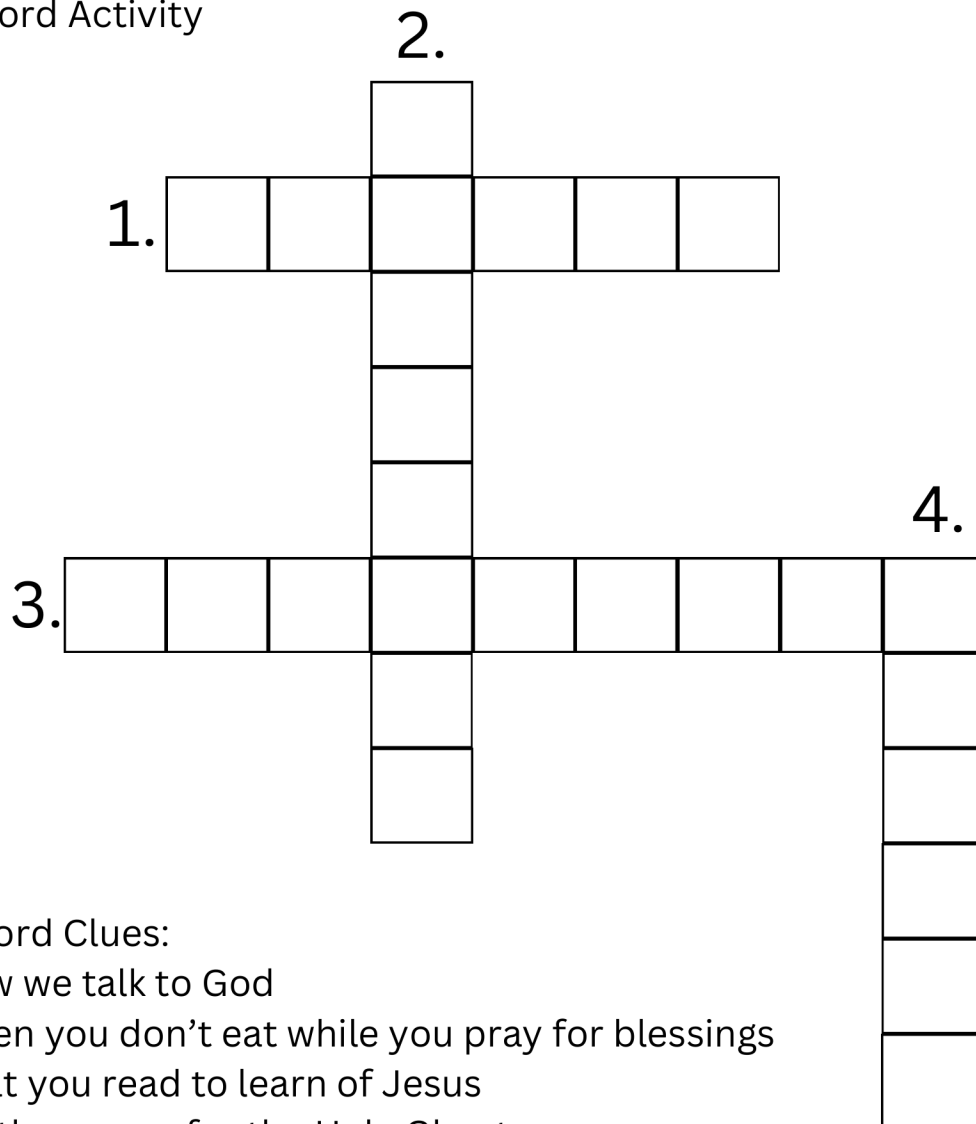 ord Activity
2.
1.
4.
3.
ord Clues:
w we talk to God
en you don’t eat while you pray for blessings
t you read to learn of Jesus